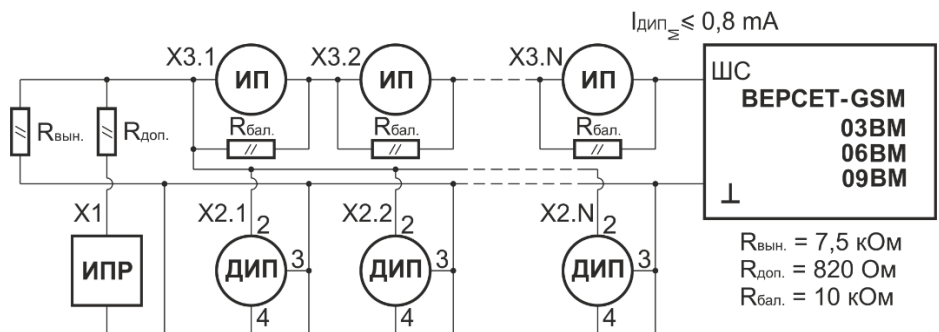 IДИП М ≤ 0,8 mA
X3.1 ИП X3.2 ИП X3.N ИП
ШС
ВЕРСЕТ-GSM
03ВМ
06ВМ
09ВМ
⊥
Rвын. Rдоп. Rбал. Rбал. Rбал.
X1 X2.1 2 X2.2 2 X2.N 2
ИПР ДИП 3 ДИП 3 ДИП 3
4 4 4
Rвын. = 7,5 кОм
Rдоп. = 820 Ом
Rбал. = 10 кОм